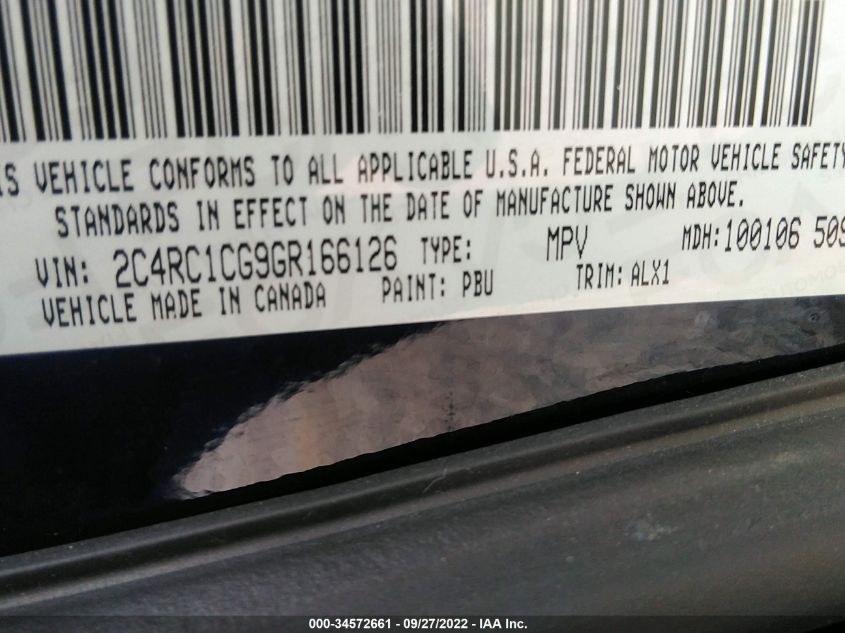 IS VEHICLE CONFORMS TO ALL APPLICABLE U.S.A. FEDERAL MOTOR VEHICLE SAFETY
STANDARDS IN EFFECT ON THE DATE OF MANUFACTURE SHOWN ABOVE.
VIN: 2C4RC1CG9GR166126 TYPE: MPV MDH: 100106 509
VEHICLE MADE IN CANADA PAINT: PBU TRIM: ALX1
000-34572661 - 09/27/2022 - IAA Inc.